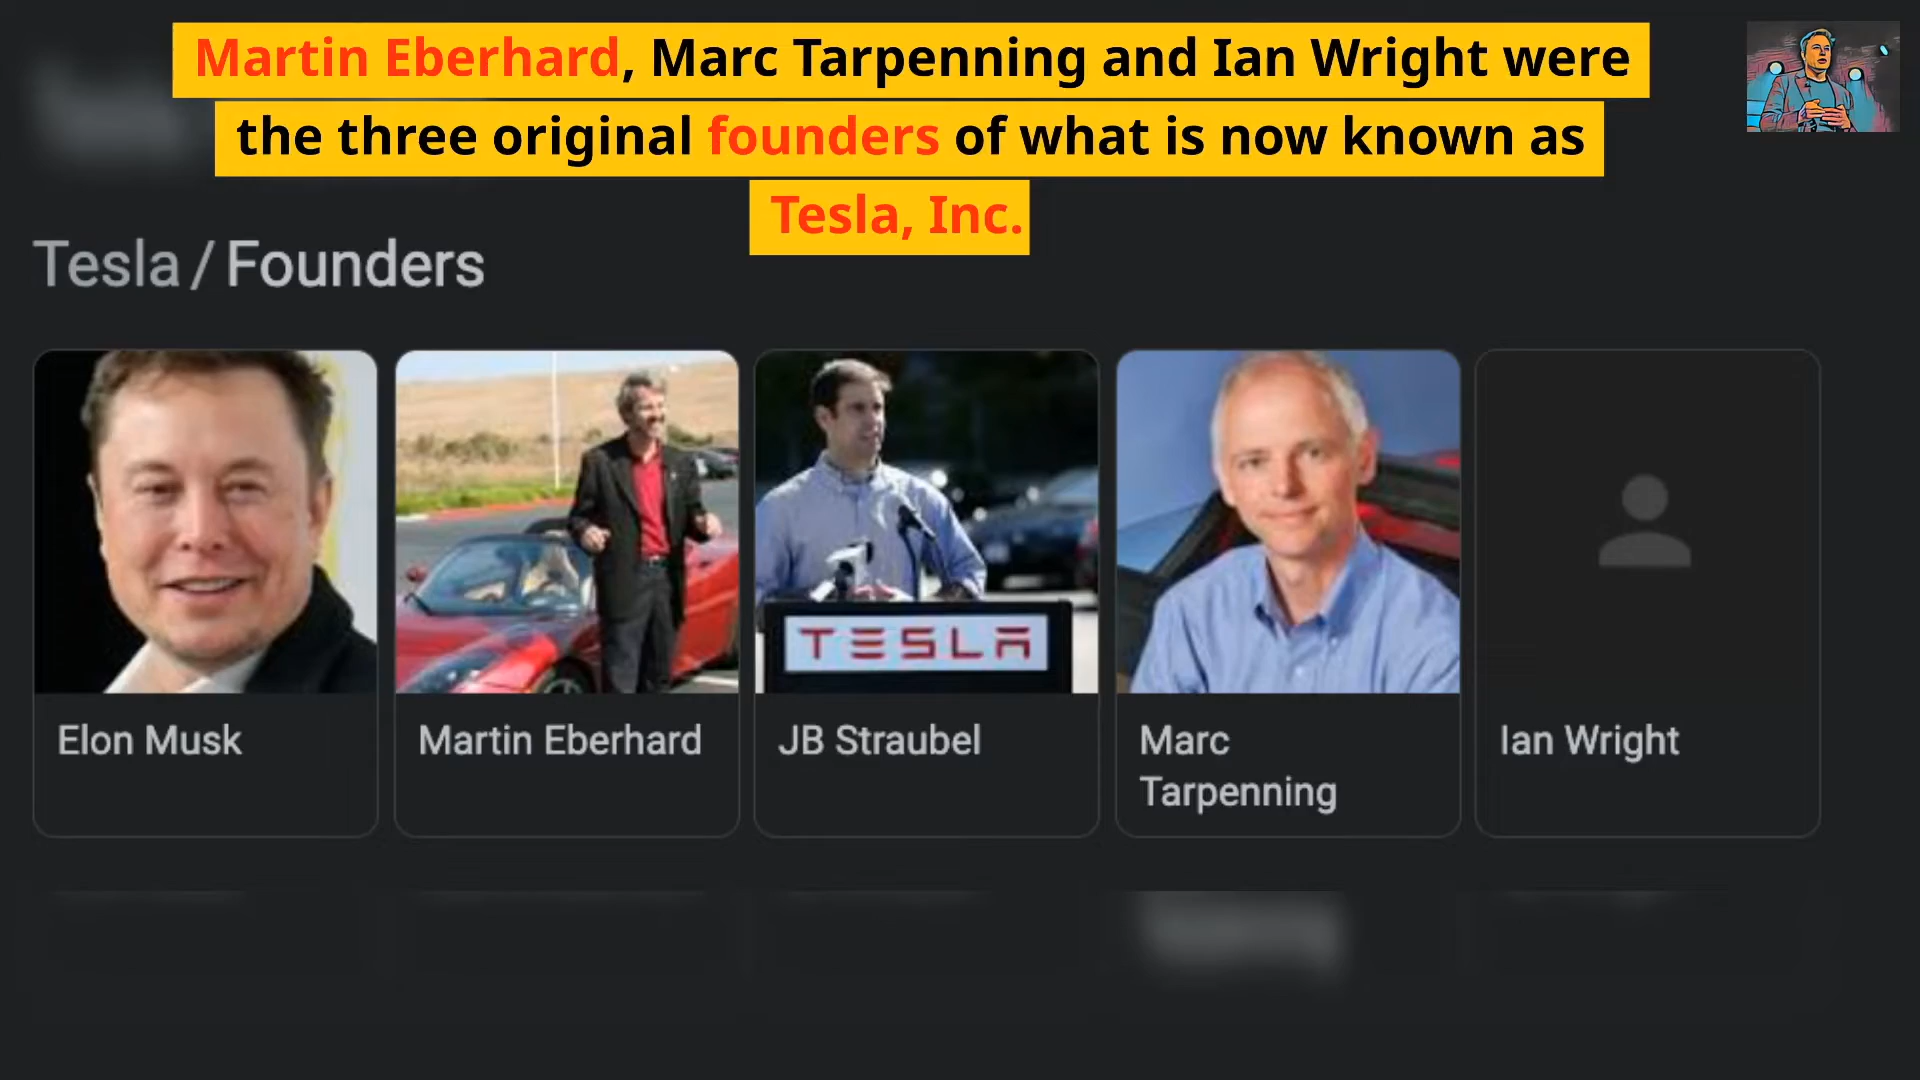 Martin Eberhard, Marc Tarpenning and Ian Wright were
the three original founders of what is now known as
Tesla, Inc.
Tesla / Founders
TESLA
Elon Musk
Martin Eberhard
JB Straubel
Marc
Tarpenning
Ian Wright